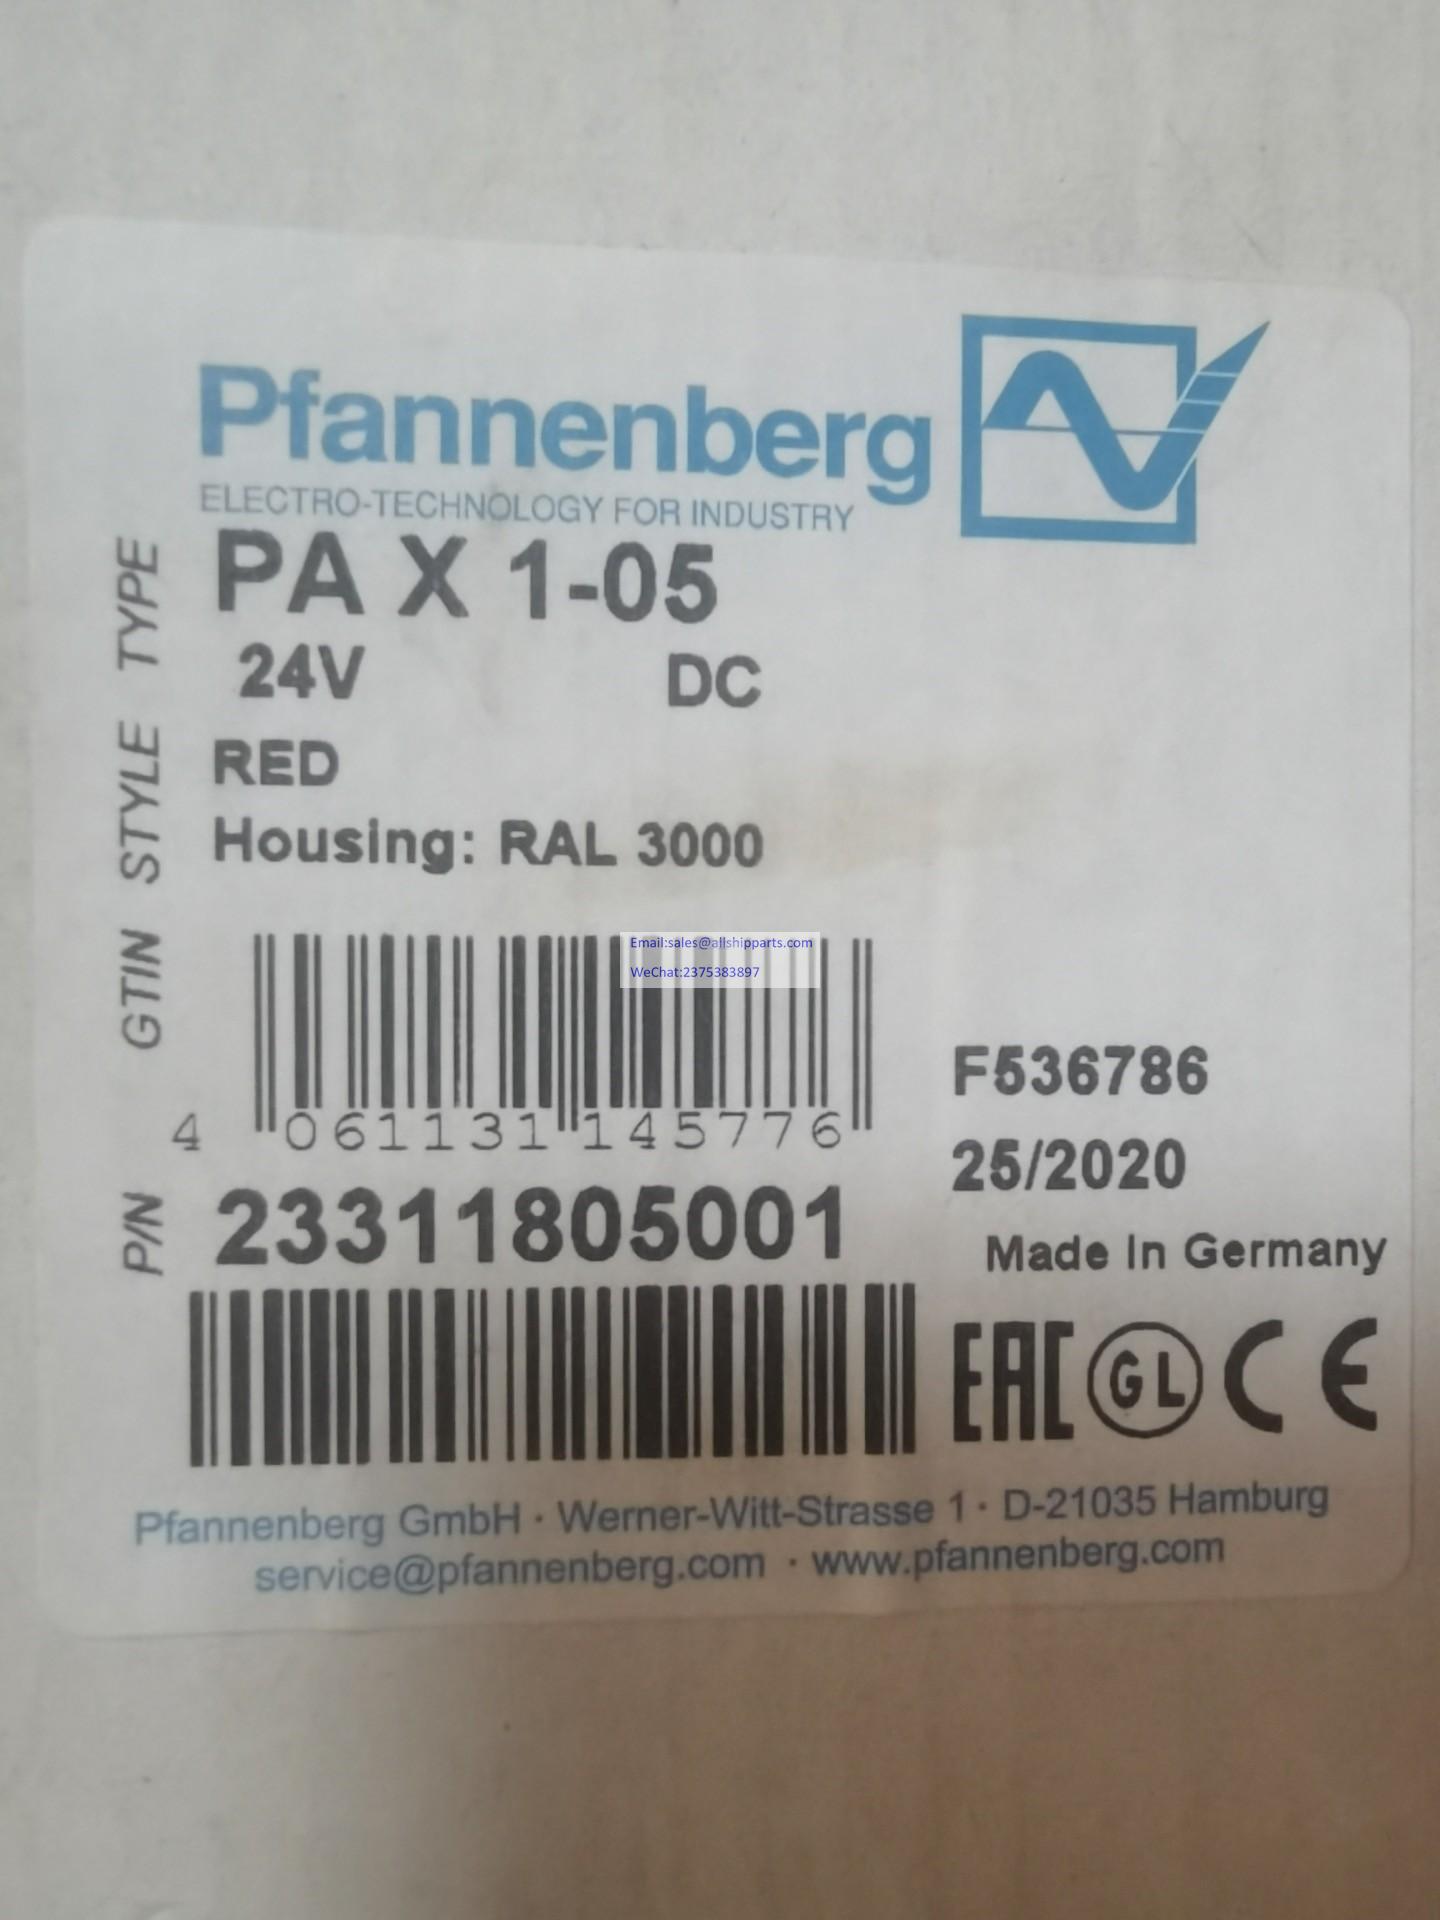 Pfannenberg
ELECTRO-TECHNOLOGY FOR INDUSTRY
TYPE
PA X 1-05
24V DC
STYLE
RED
Housing: RAL 3000
GTIN
Email:sales@allshipparts.com
WeChat:2375383897
4 061131 145776
F536786
25/2020
P/N
23311805001
Made In Germany
EAC GL CE
Pfannenberg GmbH · Werner-Witt-Strasse 1 · D-21035 Hamburg
service@pfannenberg.com · www.pfannenberg.com